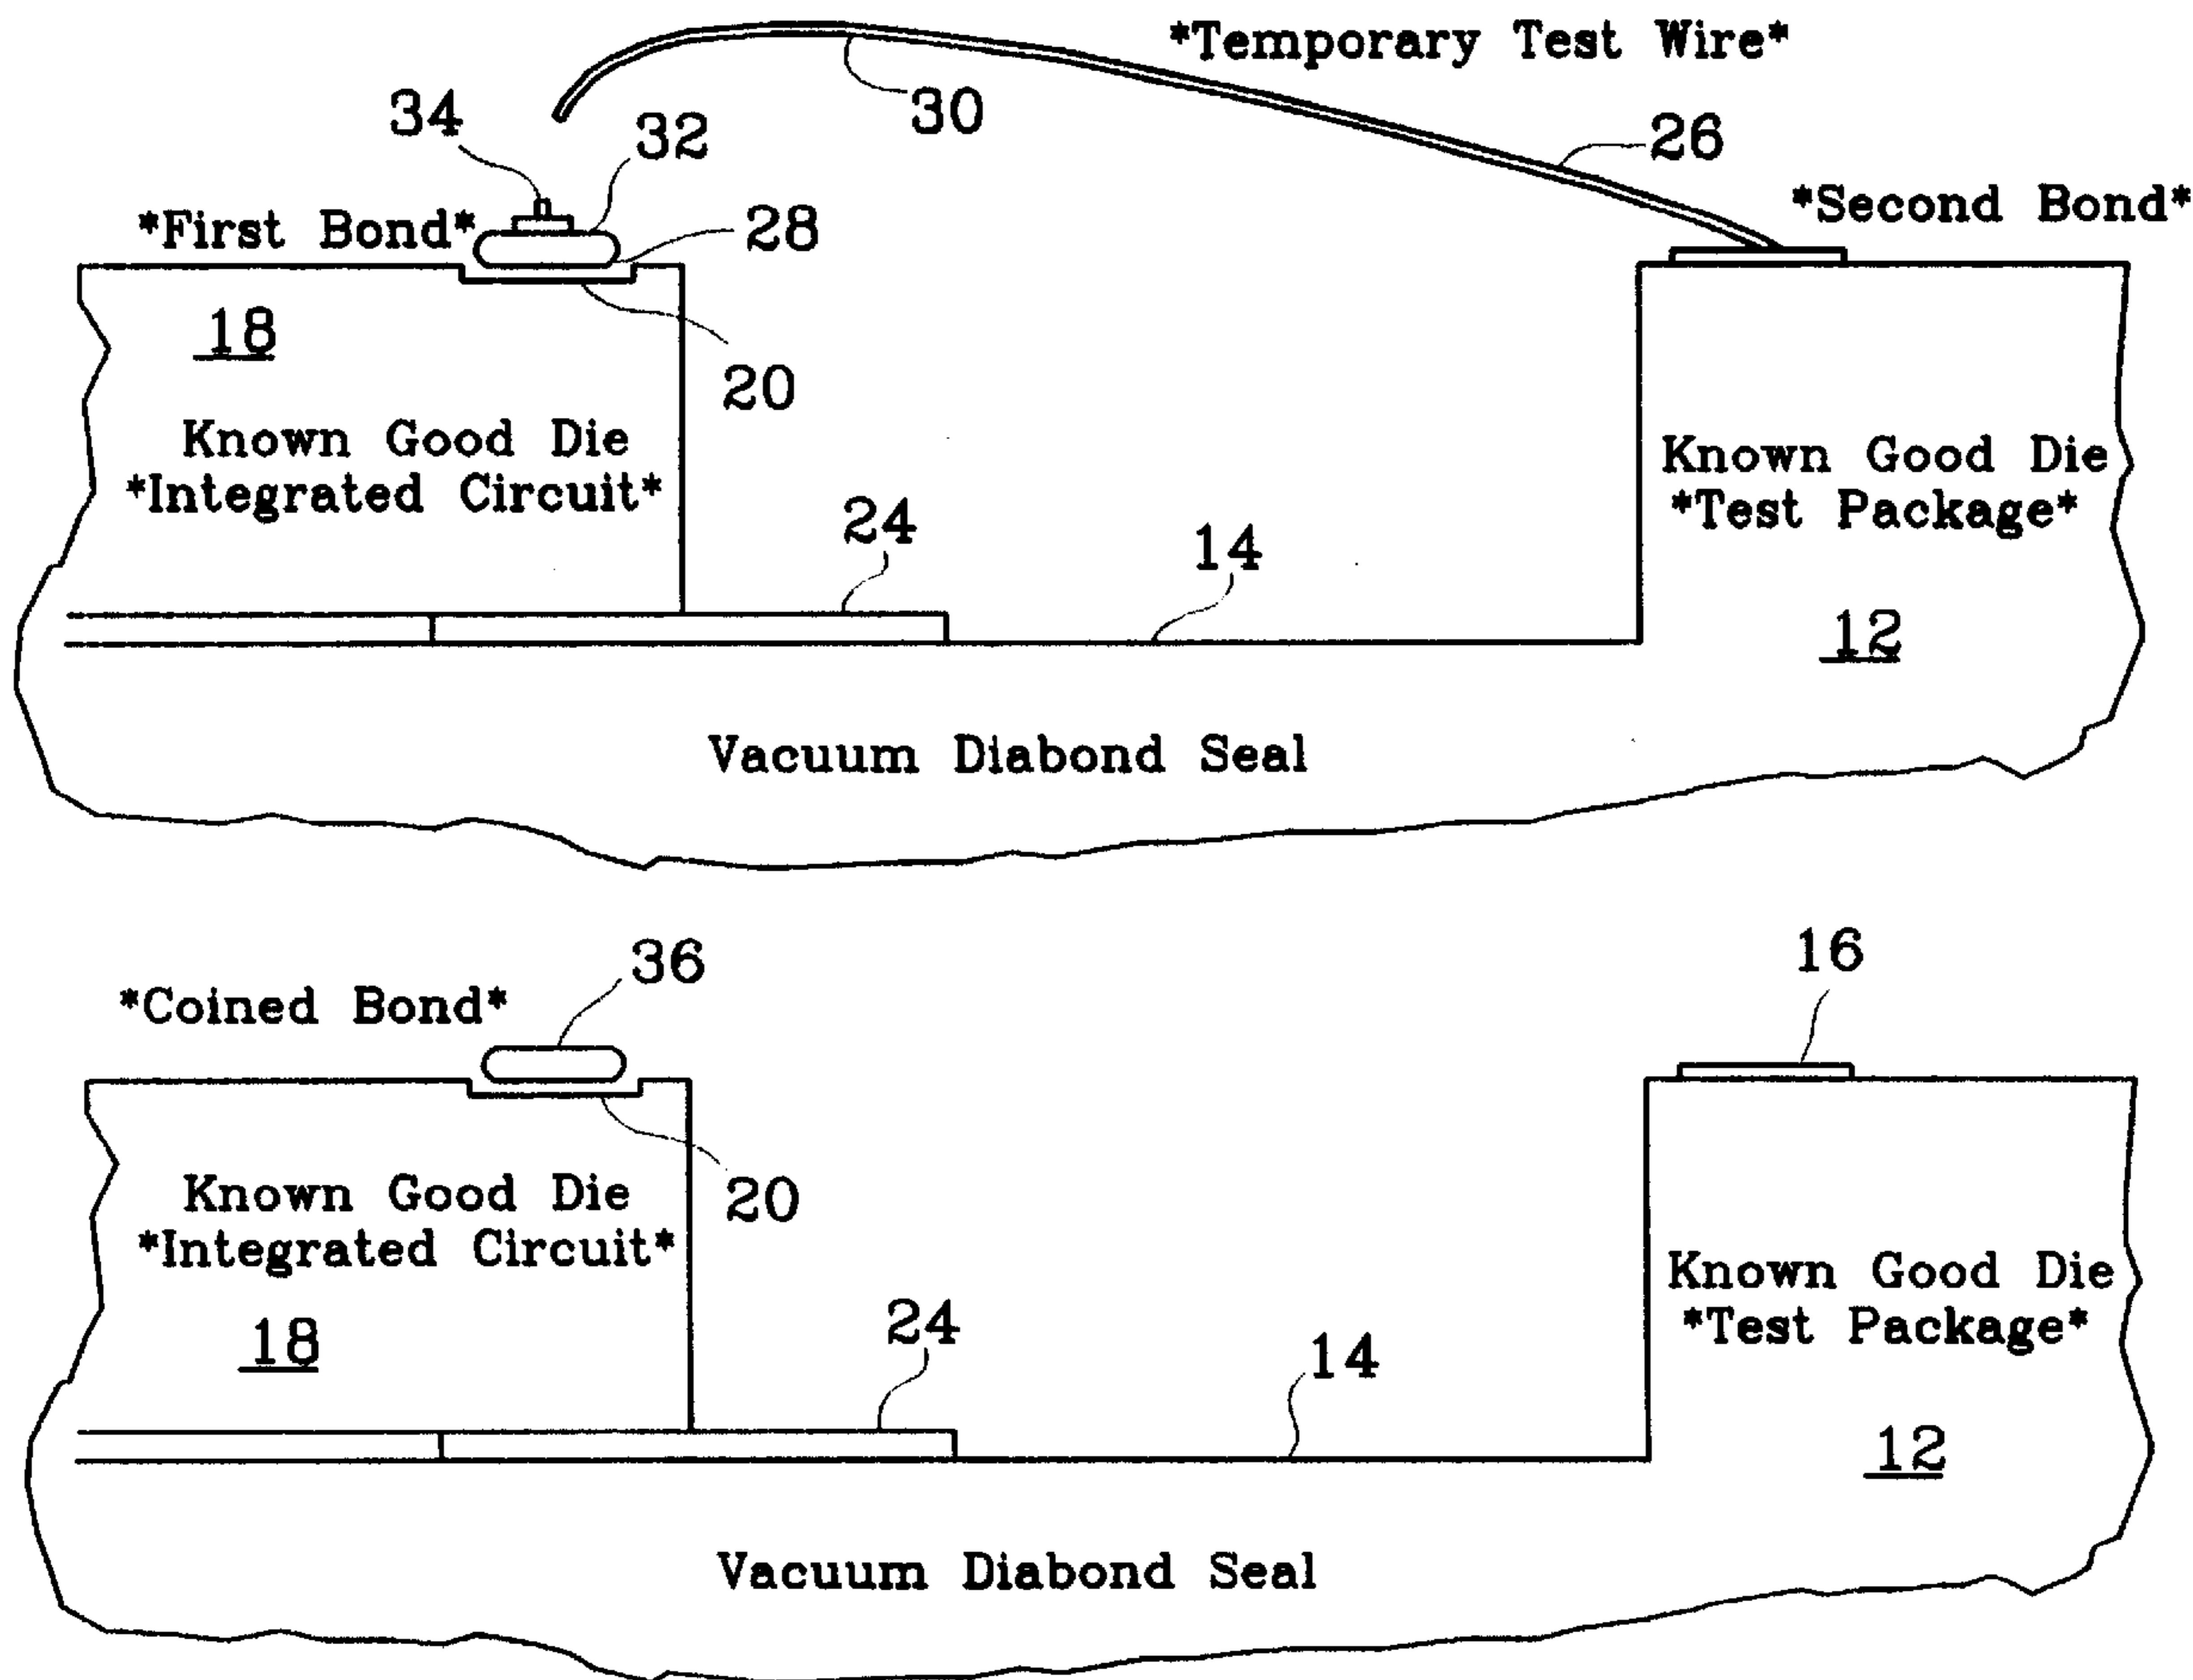 *Temporary Test Wire*
30
26
34
32
*First Bond*
28
*Second Bond*
18
20
Known Good Die
*Integrated Circuit*
Known Good Die
*Test Package*
24
14
12
Vacuum Diabond Seal
36
16
*Coined Bond*
20
Known Good Die
*Integrated Circuit*
Known Good Die
*Test Package*
18
24
14
12
Vacuum Diabond Seal